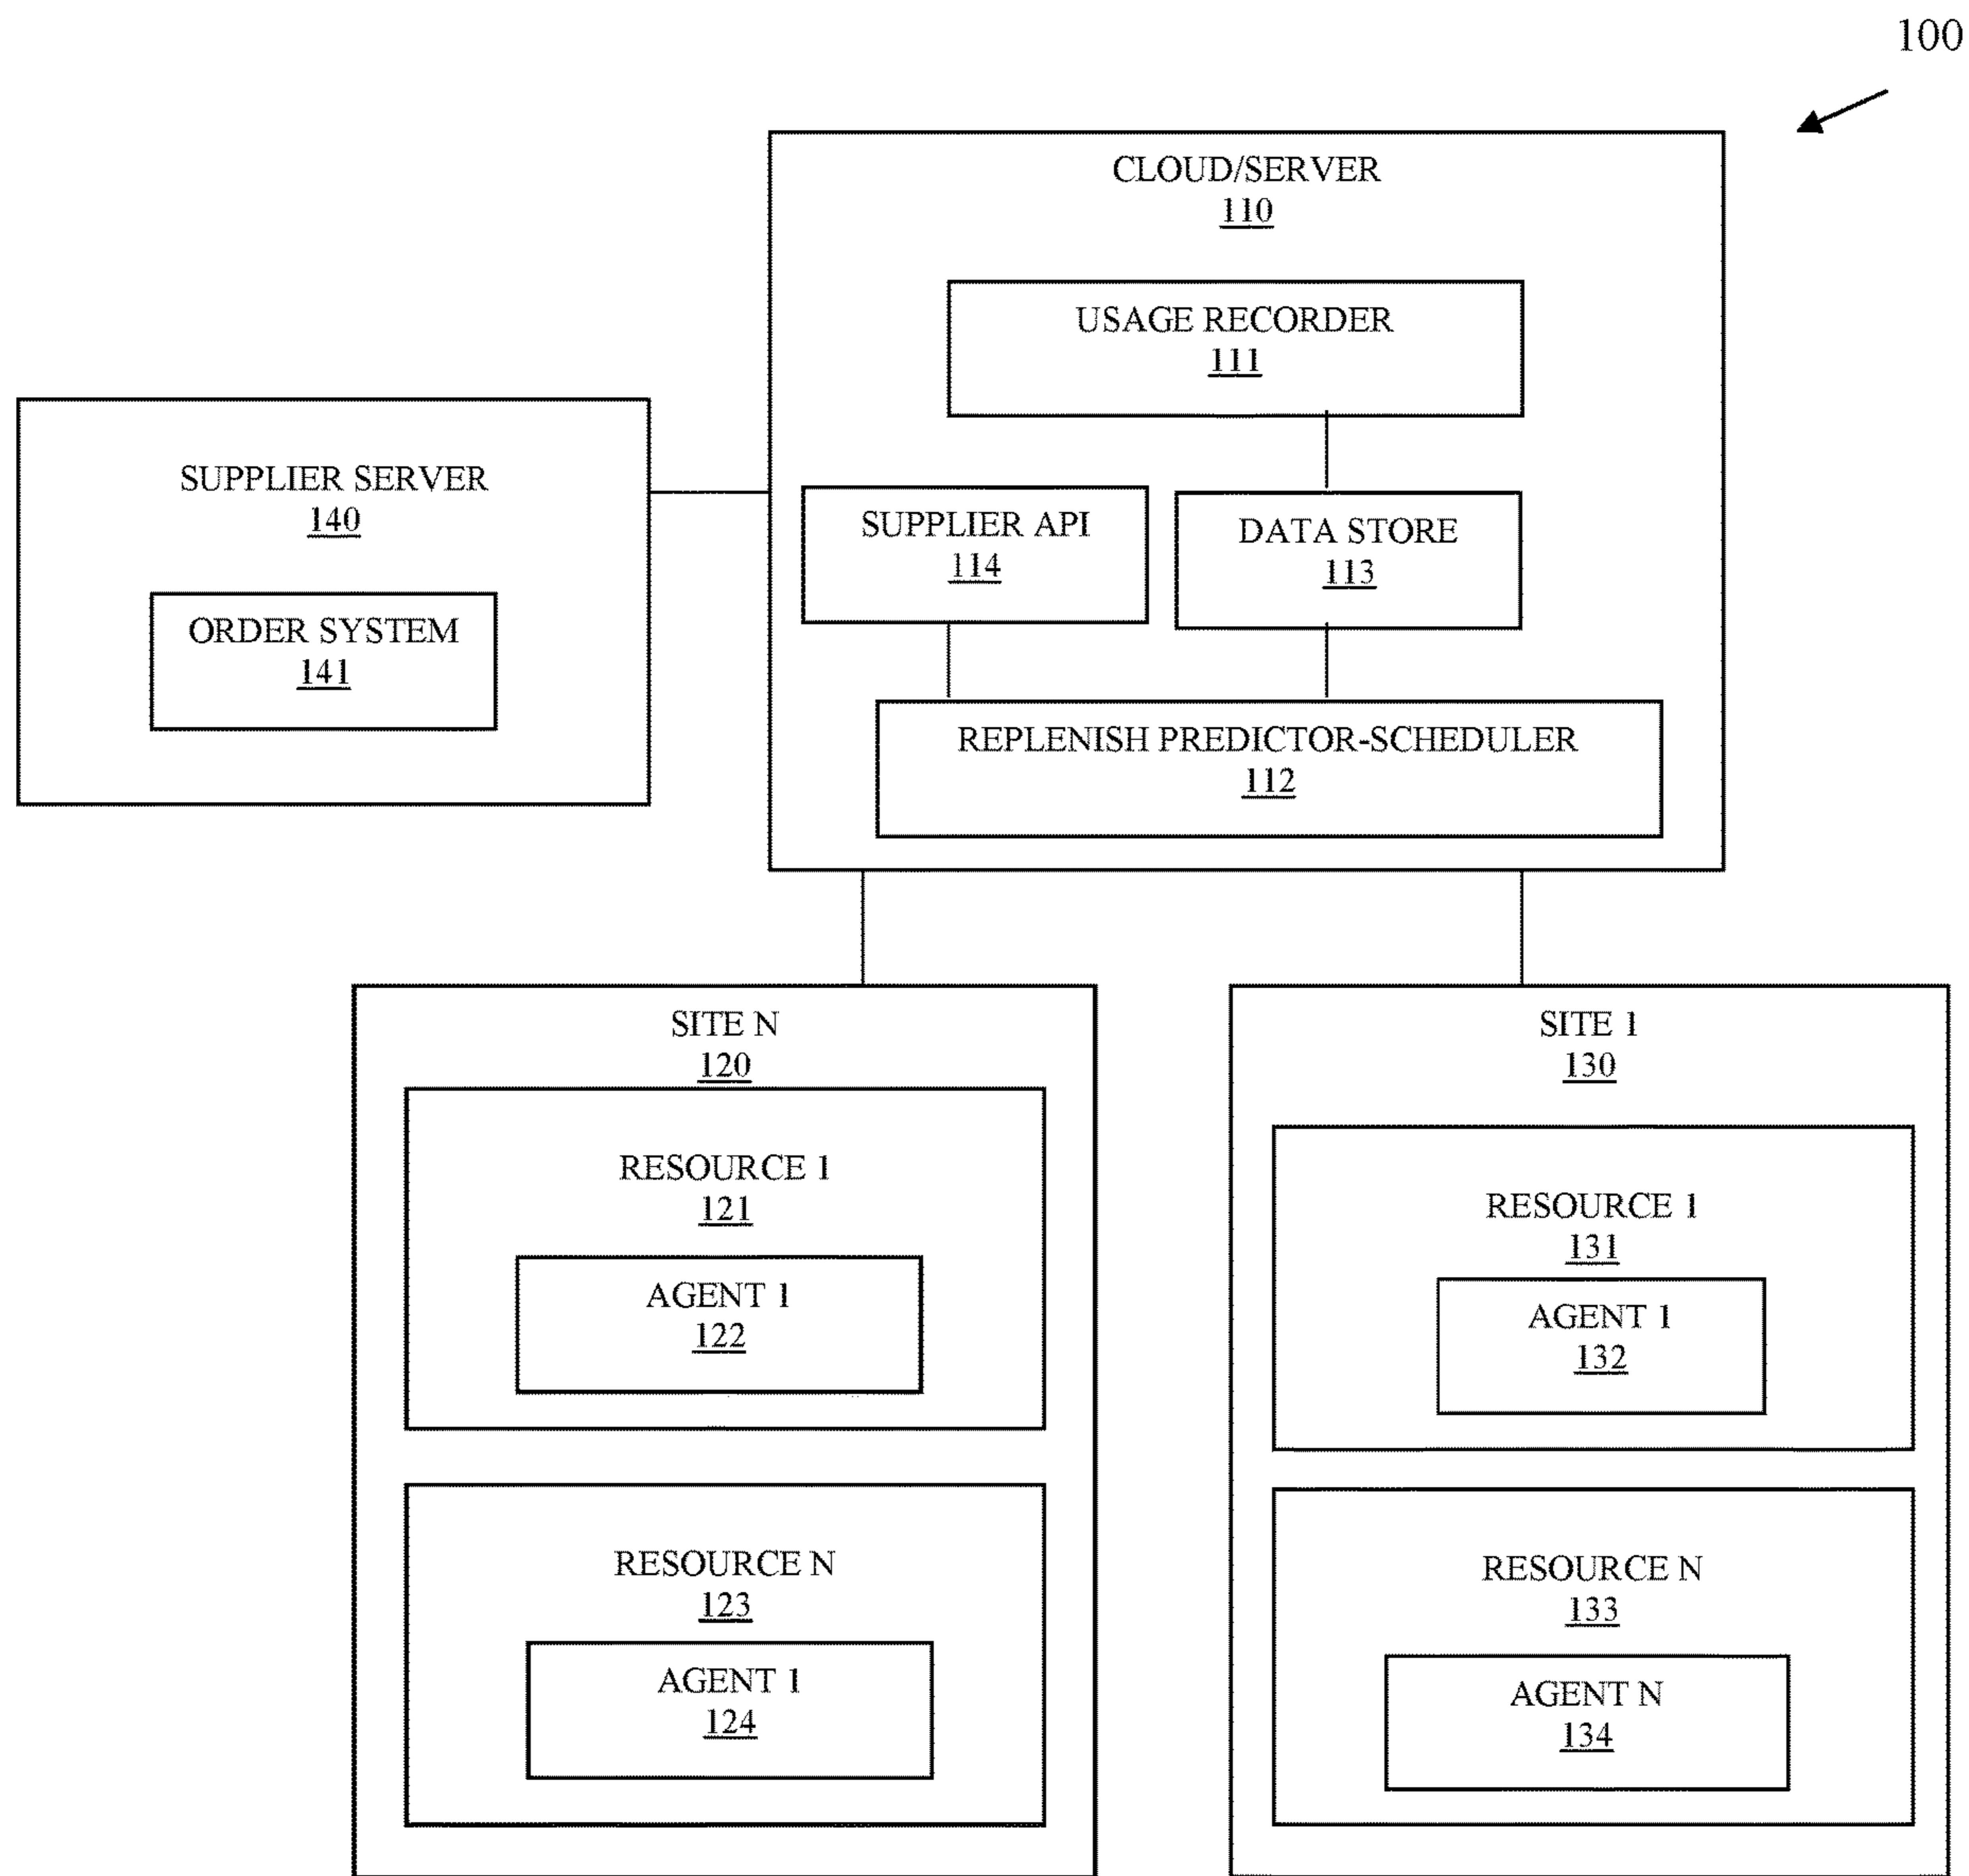 100
CLOUD/SERVER
110
USAGE RECORDER
111
SUPPLIER SERVER
140
ORDER SYSTEM
141
SUPPLIER API
114
DATA STORE
113
REPLENISH PREDICTOR-SCHEDULER
112
SITE N
120
RESOURCE 1
121
AGENT 1
122
RESOURCE N
123
AGENT 1
124
SITE 1
130
RESOURCE 1
131
AGENT 1
132
RESOURCE N
133
AGENT N
134